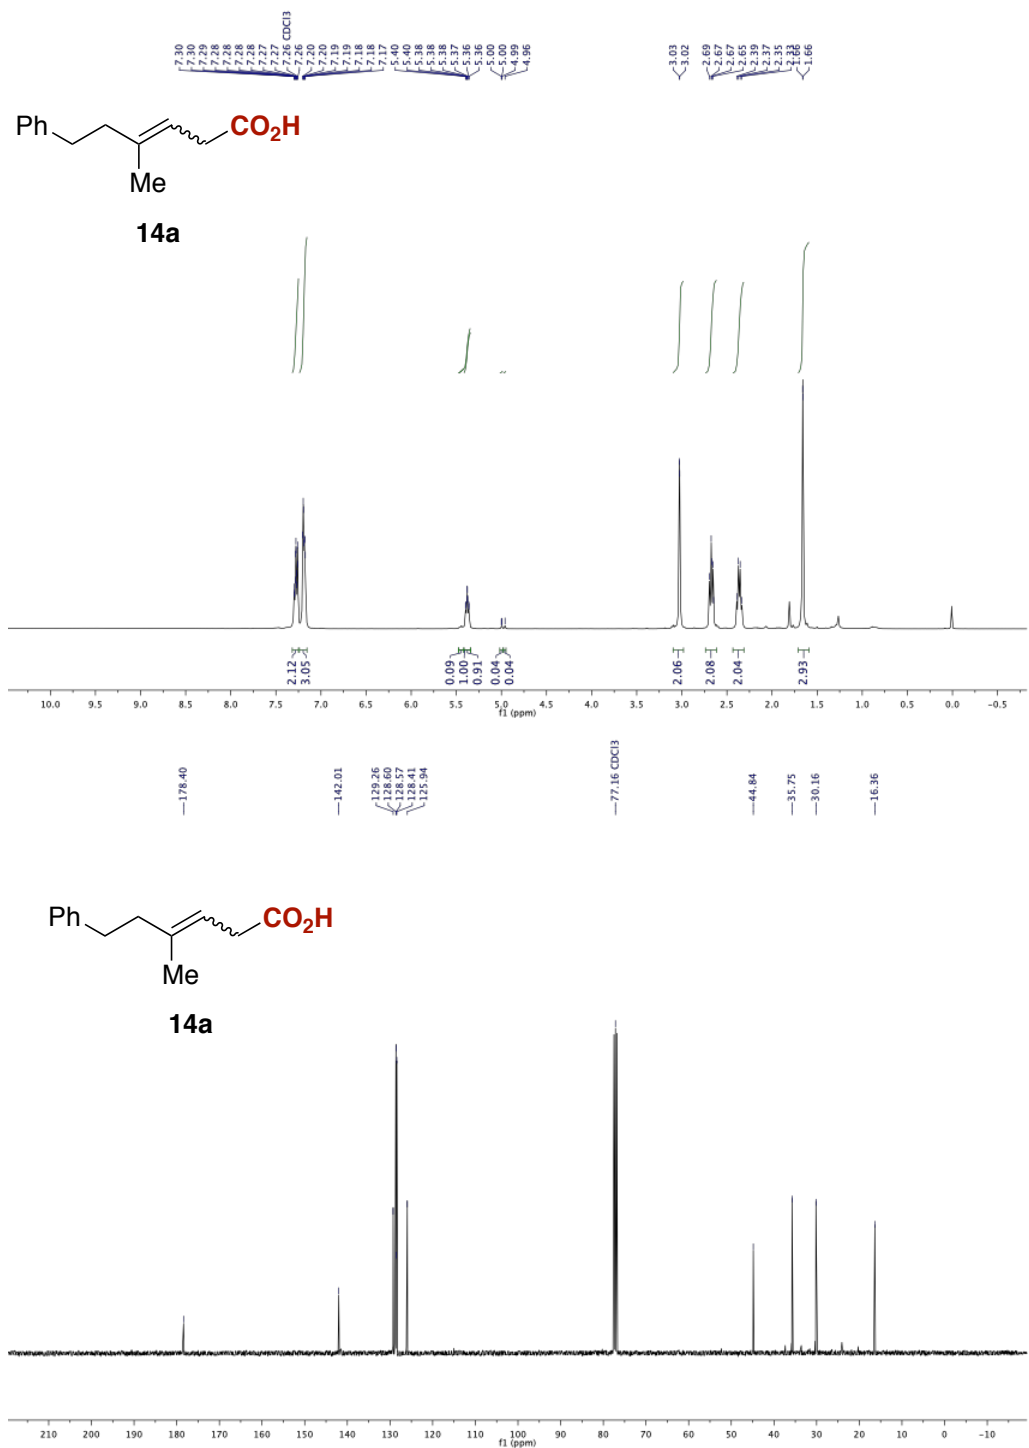 7.30 7.30 7.29 7.28 7.28 7.28 7.28 7.27 7.27 7.26 CDCl3 7.26 7.20 7.20 7.19 7.19 7.18 7.18 7.17 5.40 5.40 5.38 5.38 5.38 5.37 5.36 5.36 5.00 5.00 4.99 4.96 3.03 3.02 2.69 2.67 2.67 2.65 2.39 2.37 2.35 2.33 1.66 1.66
Ph CO2H
Me
14a
2.12 3.05 0.09 1.00 0.91 0.04 0.04 2.06 2.08 2.04 2.93
10.0 9.5 9.0 8.5 8.0 7.5 7.0 6.5 6.0 5.5 5.0 4.5 4.0 3.5 3.0 2.5 2.0 1.5 1.0 0.5 0.0 -0.5
f1 (ppm)
178.40 142.01 129.26 128.60 128.57 128.41 125.94 77.16 CDCl3 44.84 35.75 30.16 16.36
Ph CO2H
Me
14a
210 200 190 180 170 160 150 140 130 120 110 100 90 80 70 60 50 40 30 20 10 0 -10
f1 (ppm)